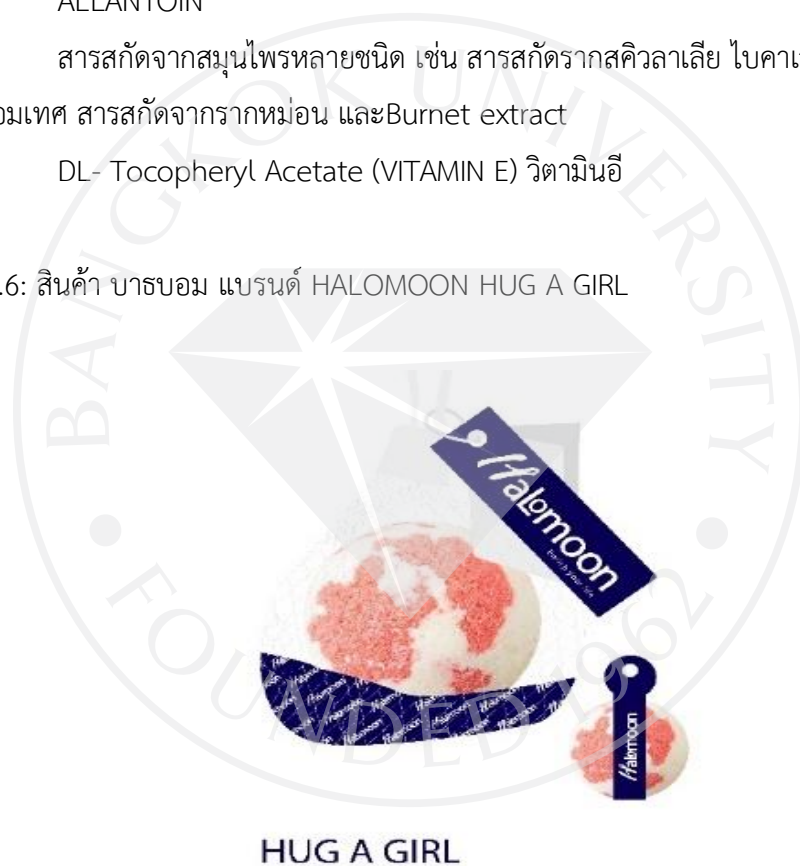 ALLANTOIN
สารสกัดจากสมุนไพรหลายชนิด เช่น สารสกัดรากสคิวลาเลีย
อมเทศ สารสกัดจากรากหม่อน และBurnet extract
DL- Tocopheryl Acetate (VITAMIN E) วิตามินอี
.6: สินค้า บาธบอม แบรนด์ HALOMOON HUG A GIRL
BANGKOK UNIVERSITY
FOUNDED 1962
Halomoon
Halomoon
HUG A GIRL